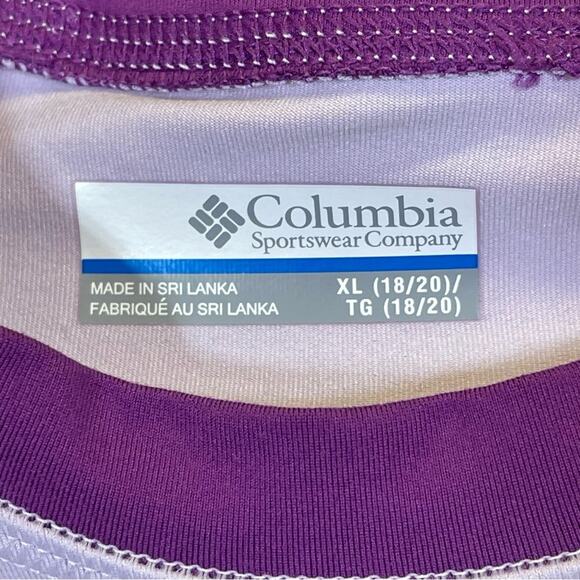 Columbia
Sportswear Company
MADE IN SRI LANKA
FABRIQUÉ AU SRI LANKA
XL (18/20)/
TG (18/20)